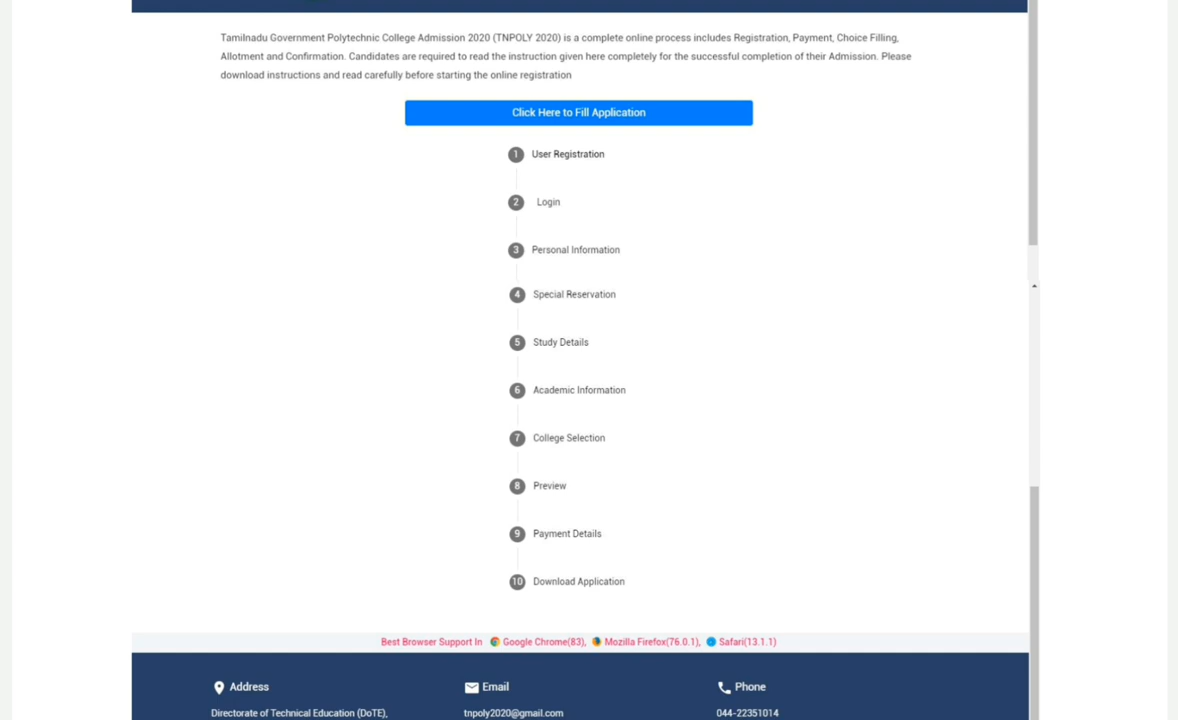 Tamilnadu Government Polytechnic College Admission 2020 (TNPOLY 2020) is a complete online process includes Registration, Payment, Choice Filling,
Allotment and Confirmation. Candidates are required to read the instruction given here completely for the successful completion of their Admission. Please
download instructions and read carefully before starting the online registration
Click Here to Fill Application
1 User Registration
2 Login
3 Personal Information
4 Special Reservation
5 Study Details
6 Academic Information
7 College Selection
8 Preview
9 Payment Details
10 Download Application
Best Browser Support In Google Chrome(83), Mozilla Firefox(76.0.1), Safari(13.1.1)
Address Email Phone
Directorate of Technical Education (DoTE), tnpoly2020@gmail.com 044-22351014